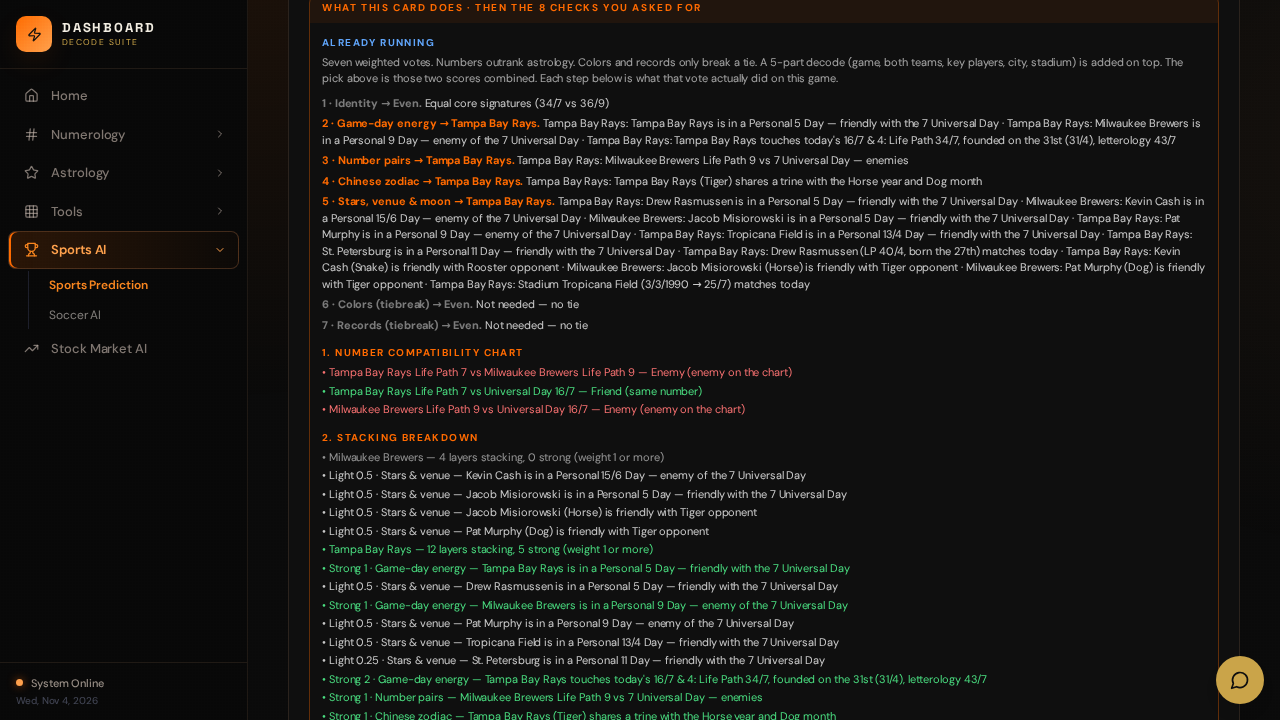 DASHBOARD
DECODE SUITE
Home
Numerology
Astrology
Tools
Sports AI
Sports Prediction
Soccer AI
Stock Market AI
System Online
Wed, Nov 4, 2026
WHAT THIS CARD DOES · THEN THE 8 CHECKS YOU ASKED FOR
ALREADY RUNNING
Seven weighted votes. Numbers outrank astrology. Colors and records only break a tie. A 5-part decode (game, both teams, key players, city, stadium) is added on top. The
pick above is those two scores combined. Each step below is what that vote actually did on this game.
1 · Identity → Even. Equal core signatures (34/7 vs 36/9)
2 · Game-day energy → Tampa Bay Rays. Tampa Bay Rays: Tampa Bay Rays is in a Personal 5 Day — friendly with the 7 Universal Day · Tampa Bay Rays: Milwaukee Brewers is
in a Personal 9 Day — enemy of the 7 Universal Day · Tampa Bay Rays: Tampa Bay Rays touches today's 16/7 & 4: Life Path 34/7, founded on the 31st (31/4), letterology 43/7
3 · Number pairs → Tampa Bay Rays. Tampa Bay Rays: Milwaukee Brewers Life Path 9 vs 7 Universal Day — enemies
4 · Chinese zodiac → Tampa Bay Rays. Tampa Bay Rays: Tampa Bay Rays (Tiger) shares a trine with the Horse year and Dog month
5 · Stars, venue & moon → Tampa Bay Rays. Tampa Bay Rays: Drew Rasmussen is in a Personal 5 Day — friendly with the 7 Universal Day · Milwaukee Brewers: Kevin Cash is in
a Personal 15/6 Day — enemy of the 7 Universal Day · Milwaukee Brewers: Jacob Misiorowski is in a Personal 5 Day — friendly with the 7 Universal Day · Tampa Bay Rays: Pat
Murphy is in a Personal 9 Day — enemy of the 7 Universal Day · Tampa Bay Rays: Tropicana Field is in a Personal 13/4 Day — friendly with the 7 Universal Day · Tampa Bay Rays:
St. Petersburg is in a Personal 11 Day — friendly with the 7 Universal Day · Tampa Bay Rays: Drew Rasmussen (LP 40/4, born the 27th) matches today · Tampa Bay Rays: Kevin
Cash (Snake) is friendly with Rooster opponent · Milwaukee Brewers: Jacob Misiorowski (Horse) is friendly with Tiger opponent · Milwaukee Brewers: Pat Murphy (Dog) is friendly
with Tiger opponent · Tampa Bay Rays: Stadium Tropicana Field (3/3/1990 → 25/7) matches today
6 · Colors (tiebreak) → Even. Not needed — no tie
7 · Records (tiebreak) → Even. Not needed — no tie
1. NUMBER COMPATIBILITY CHART
• Tampa Bay Rays Life Path 7 vs Milwaukee Brewers Life Path 9 — Enemy (enemy on the chart)
• Tampa Bay Rays Life Path 7 vs Universal Day 16/7 — Friend (same number)
• Milwaukee Brewers Life Path 9 vs Universal Day 16/7 — Enemy (enemy on the chart)
2. STACKING BREAKDOWN
• Milwaukee Brewers — 4 layers stacking, 0 strong (weight 1 or more)
• Light 0.5 · Stars & venue — Kevin Cash is in a Personal 15/6 Day — enemy of the 7 Universal Day
• Light 0.5 · Stars & venue — Jacob Misiorowski is in a Personal 5 Day — friendly with the 7 Universal Day
• Light 0.5 · Stars & venue — Jacob Misiorowski (Horse) is friendly with Tiger opponent
• Light 0.5 · Stars & venue — Pat Murphy (Dog) is friendly with Tiger opponent
• Tampa Bay Rays — 12 layers stacking, 5 strong (weight 1 or more)
• Strong 1 · Game-day energy — Tampa Bay Rays is in a Personal 5 Day — friendly with the 7 Universal Day
• Light 0.5 · Stars & venue — Drew Rasmussen is in a Personal 5 Day — friendly with the 7 Universal Day
• Strong 1 · Game-day energy — Milwaukee Brewers is in a Personal 9 Day — enemy of the 7 Universal Day
• Light 0.5 · Stars & venue — Pat Murphy is in a Personal 9 Day — enemy of the 7 Universal Day
• Light 0.5 · Stars & venue — Tropicana Field is in a Personal 13/4 Day — friendly with the 7 Universal Day
• Light 0.25 · Stars & venue — St. Petersburg is in a Personal 11 Day — friendly with the 7 Universal Day
• Strong 2 · Game-day energy — Tampa Bay Rays touches today's 16/7 & 4: Life Path 34/7, founded on the 31st (31/4), letterology 43/7
• Strong 1 · Number pairs — Milwaukee Brewers Life Path 9 vs 7 Universal Day — enemies
• Strong 1 · Chinese zodiac — Tampa Bay Rays (Tiger) shares a trine with the Horse year and Dog month